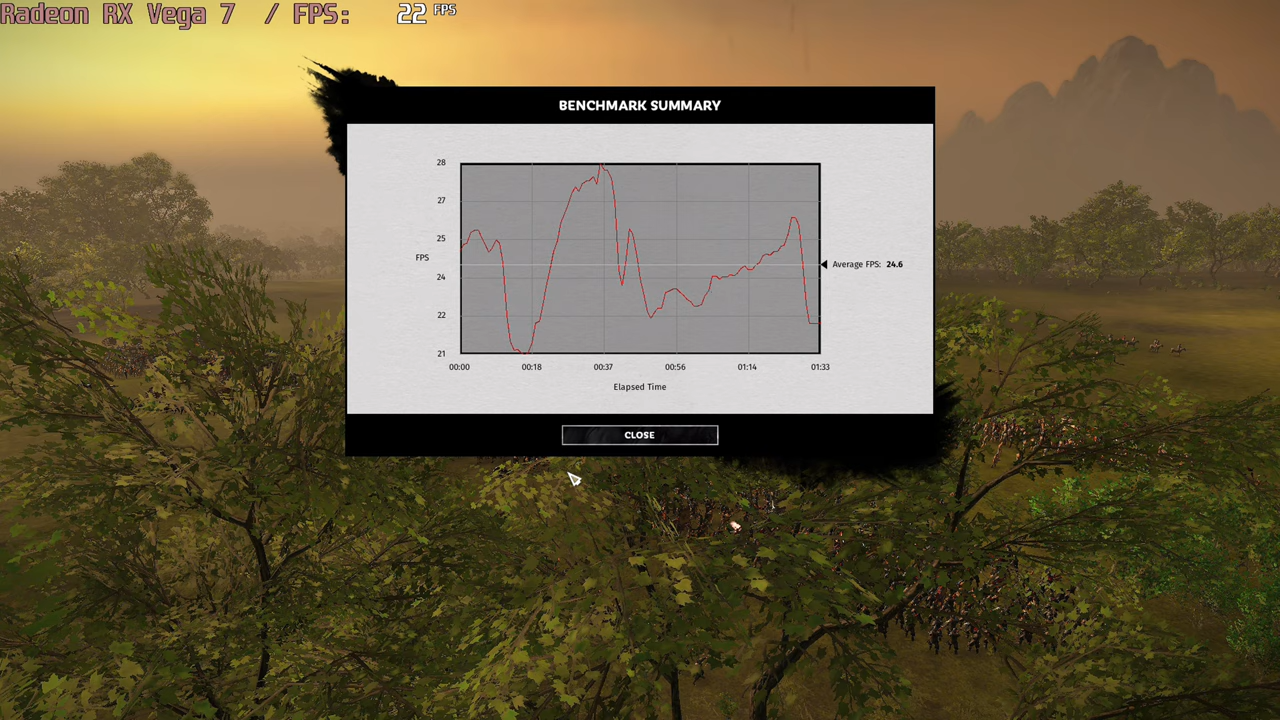 Radeon RX Vega 7 / FPS: 22 FPS
BENCHMARK SUMMARY
28
27
25
FPS
Average FPS: 24.6
24
22
21
00:00 00:18 00:37 00:56 01:14 01:33
Elapsed Time
CLOSE